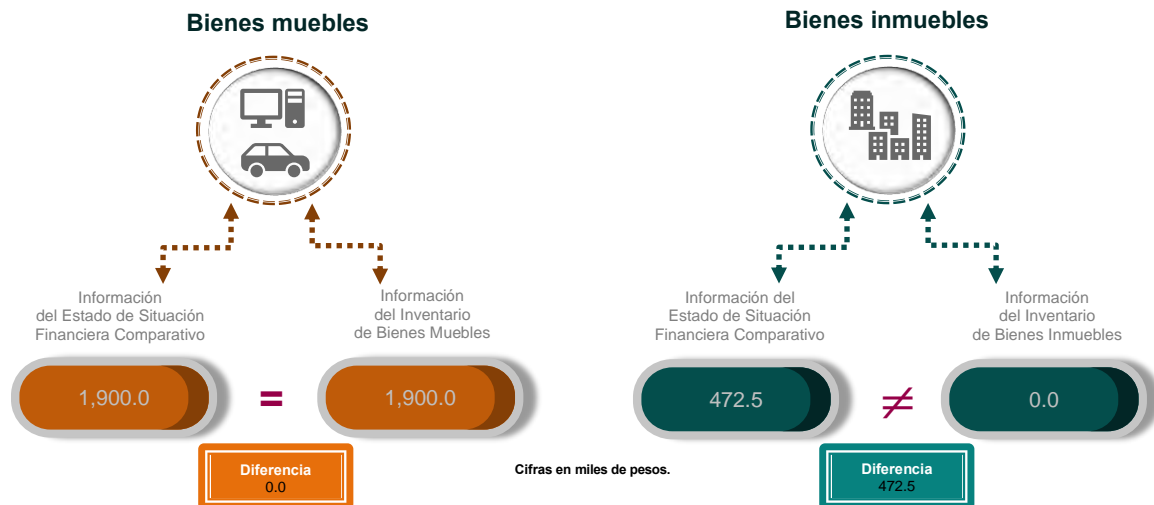 Bienes muebles
Información
del Estado de Situación
Financiera Comparativo
Información
del Inventario
de Bienes Muebles
1,900.0
=
1,900.0
Diferencia
0.0
Cifras en miles de pesos.
Bienes inmuebles
Información del
Estado de Situación
Financiera Comparativo
Información
del Inventario
de Bienes Inmuebles
472.5
≠
0.0
Diferencia
472.5